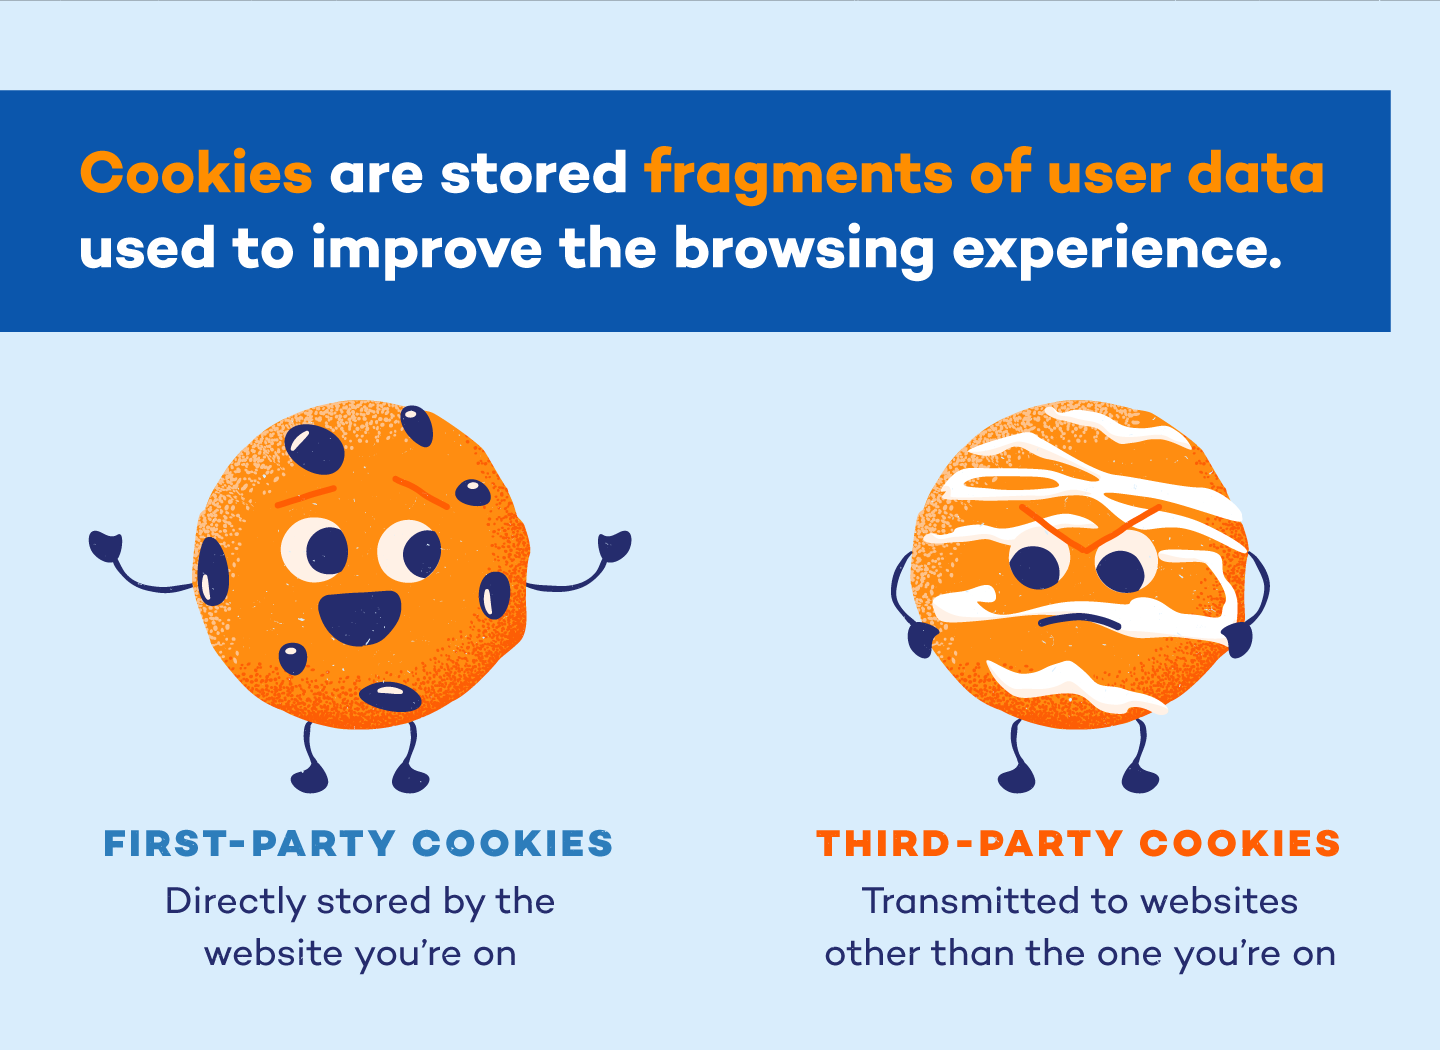 Cookies are stored fragments of user data
used to improve the browsing experience.
FIRST-PARTY COOKIES
Directly stored by the
website you’re on
THIRD-PARTY COOKIES
Transmitted to websites
other than the one you’re on